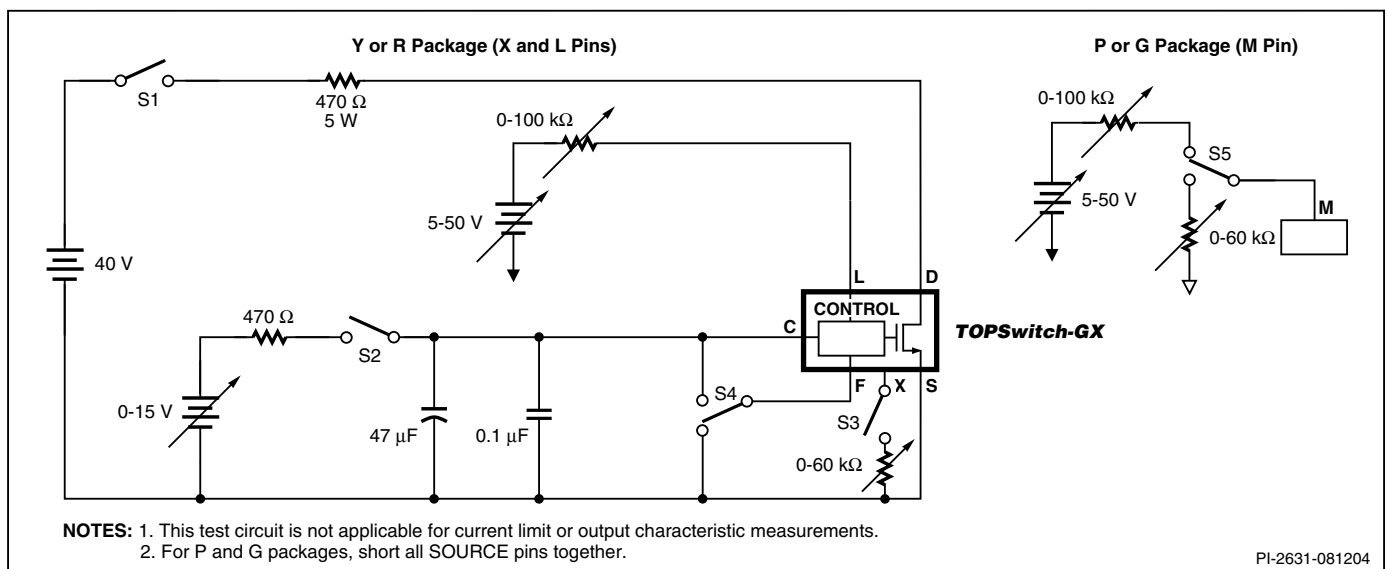 Y or R Package (X and L Pins)
P or G Package (M Pin)
S1
470 Ω
5 W
0-100 kΩ
5-50 V
40 V
0-100 kΩ
S5
5-50 V
M
0-60 kΩ
L
D
CONTROL
C
TOPSwitch-GX
F
X
S
470 Ω
S2
0-15 V
47 µF
0.1 µF
S4
S3
0-60 kΩ
NOTES: 1. This test circuit is not applicable for current limit or output characteristic measurements.
2. For P and G packages, short all SOURCE pins together.
PI-2631-081204